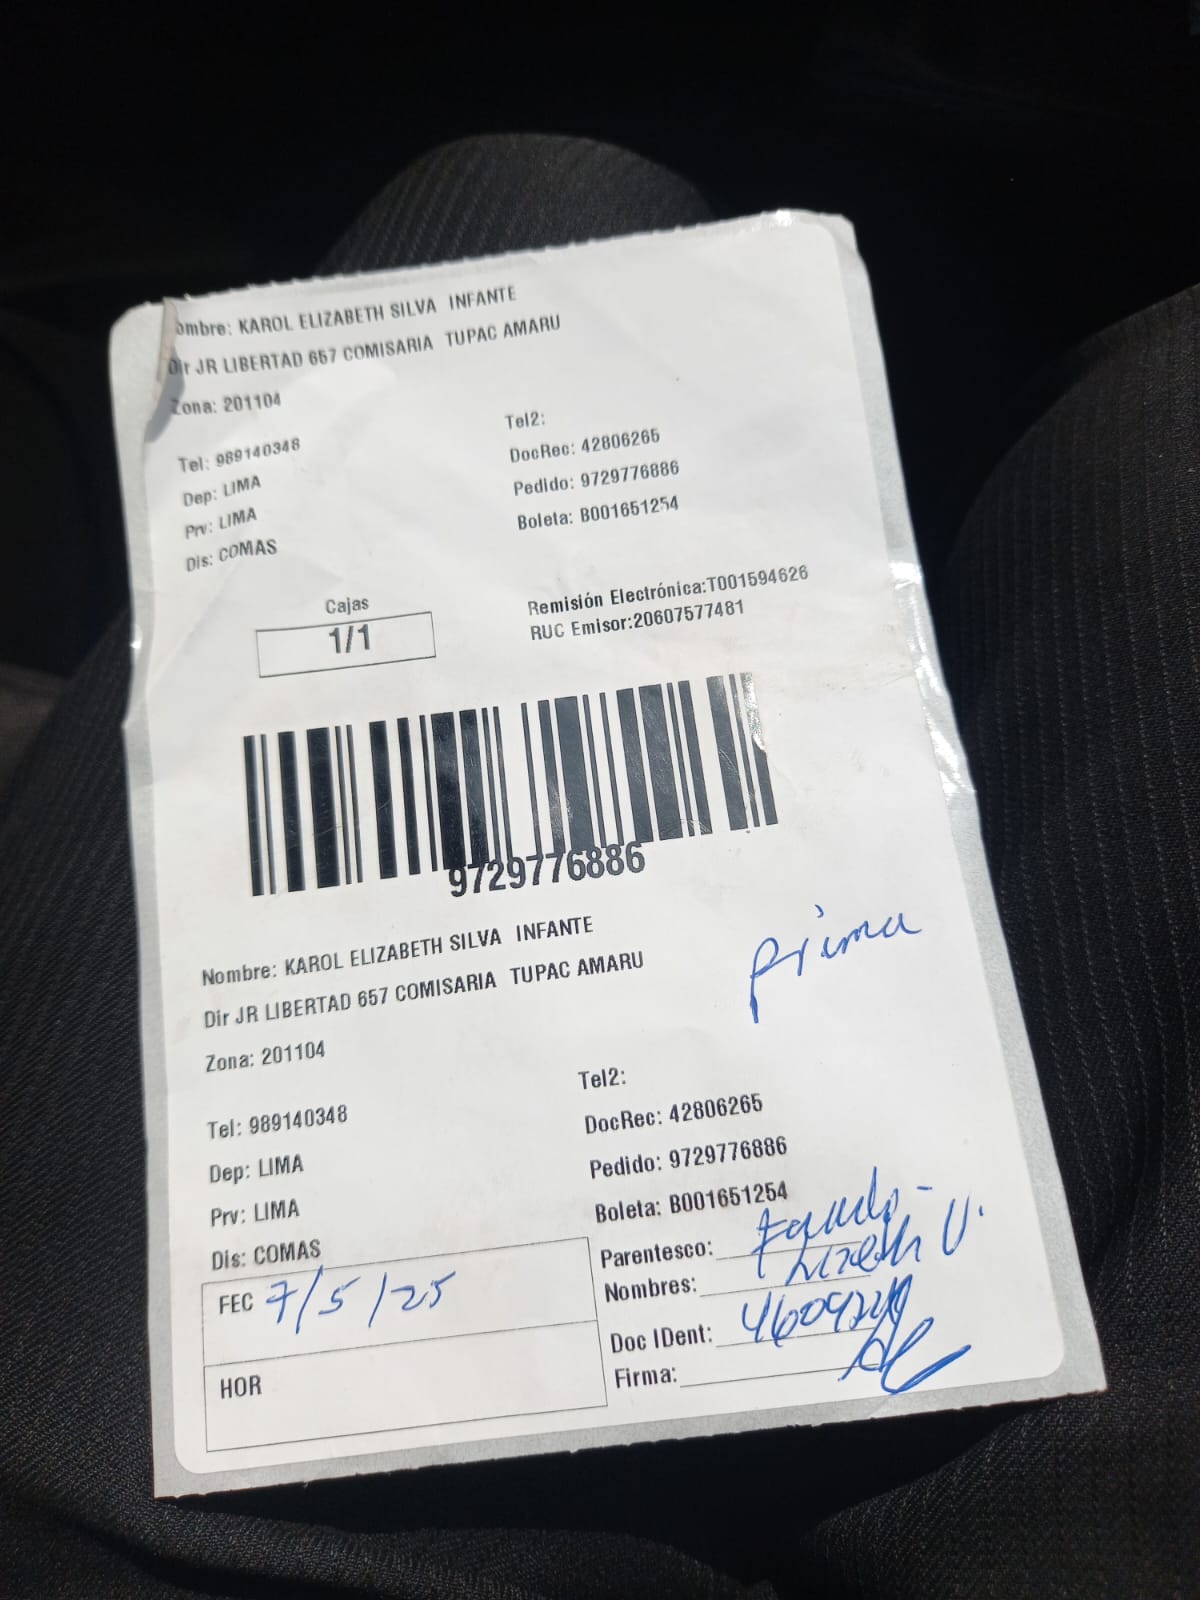 ombre: KAROL ELIZABETH SILVA INFANTE
Dir JR LIBERTAD 657 COMISARIA TUPAC AMARU
Zona: 201104
Tel: 989140348
Dep: LIMA
Prv: LIMA
Dis: COMAS
Tel2:
DocRec: 42806265
Pedido: 9729776886
Boleta: B001651254
Cajas
1/1
Remisión Electrónica:T001594626
RUC Emisor:20607577481
9729776886
Nombre: KAROL ELIZABETH SILVA INFANTE
Dir JR LIBERTAD 657 COMISARIA TUPAC AMARU
prima
Zona: 201104
Tel: 989140348
Dep: LIMA
Prv: LIMA
Dis: COMAS
Tel2:
DocRec: 42806265
Pedido: 9729776886
Boleta: B001651254
FEC 7/5/25
HOR
Parentesco:
Nombres: Lizeth V.
Doc IDent:
Firma: